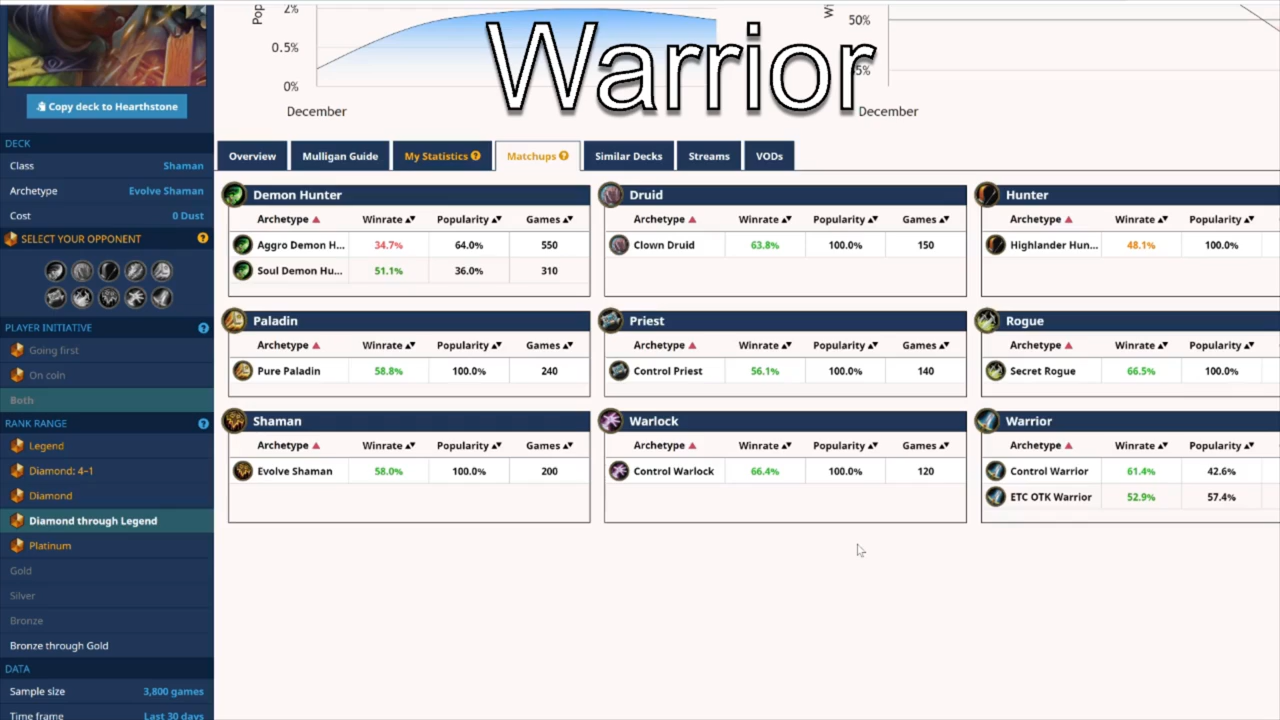 Pop
2%
0.5%
0%
December
Warrior
Wi
50%
5%
December
Copy deck to Hearthstone
DECK
Class Shaman
Archetype Evolve Shaman
Cost 0 Dust
SELECT YOUR OPPONENT ?
PLAYER INITIATIVE ?
Going first
On coin
Both
RANK RANGE ?
Legend
Diamond: 4-1
Diamond
Diamond through Legend
Platinum
Gold
Silver
Bronze
Bronze through Gold
DATA
Sample size 3,800 games
Time frame Last 30 days
Overview Mulligan Guide My Statistics ? Matchups ? Similar Decks Streams VODs
Demon Hunter
Archetype Winrate Popularity Games
Aggro Demon H... 34.7% 64.0% 550
Soul Demon Hu... 51.1% 36.0% 310
Druid
Archetype Winrate Popularity Games
Clown Druid 63.8% 100.0% 150
Hunter
Archetype Winrate Popularity
Highlander Hun... 48.1% 100.0%
Paladin
Archetype Winrate Popularity Games
Pure Paladin 58.8% 100.0% 240
Priest
Archetype Winrate Popularity Games
Control Priest 56.1% 100.0% 140
Rogue
Archetype Winrate Popularity
Secret Rogue 66.5% 100.0%
Shaman
Archetype Winrate Popularity Games
Evolve Shaman 58.0% 100.0% 200
Warlock
Archetype Winrate Popularity Games
Control Warlock 66.4% 100.0% 120
Warrior
Archetype Winrate Popularity
Control Warrior 61.4% 42.6%
ETC OTK Warrior 52.9% 57.4%